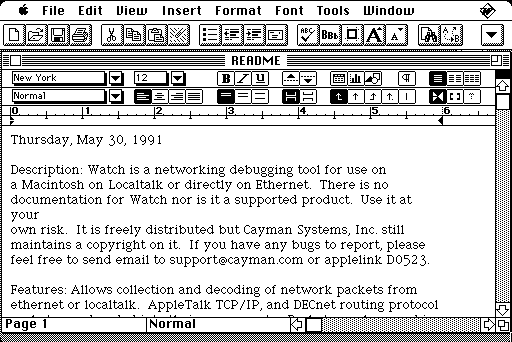 File Edit View Insert Format Font Tools Window
README
New York 12 B I U
Normal
0 1 2 3 4 5 6
Thursday, May 30, 1991
Description: Watch is a networking debugging tool for use on
a Macintosh on Localtalk or directly on Ethernet. There is no
documentation for Watch nor is it a supported product. Use it at
your
own risk. It is freely distributed but Cayman Systems, Inc. still
maintains a copyright on it. If you have any bugs to report, please
feel free to send email to support@cayman.com or applelink D0523.
Features: Allows collection and decoding of network packets from
ethernet or localtalk. AppleTalk TCP/IP, and DECnet routing protocol
Page 1 Normal